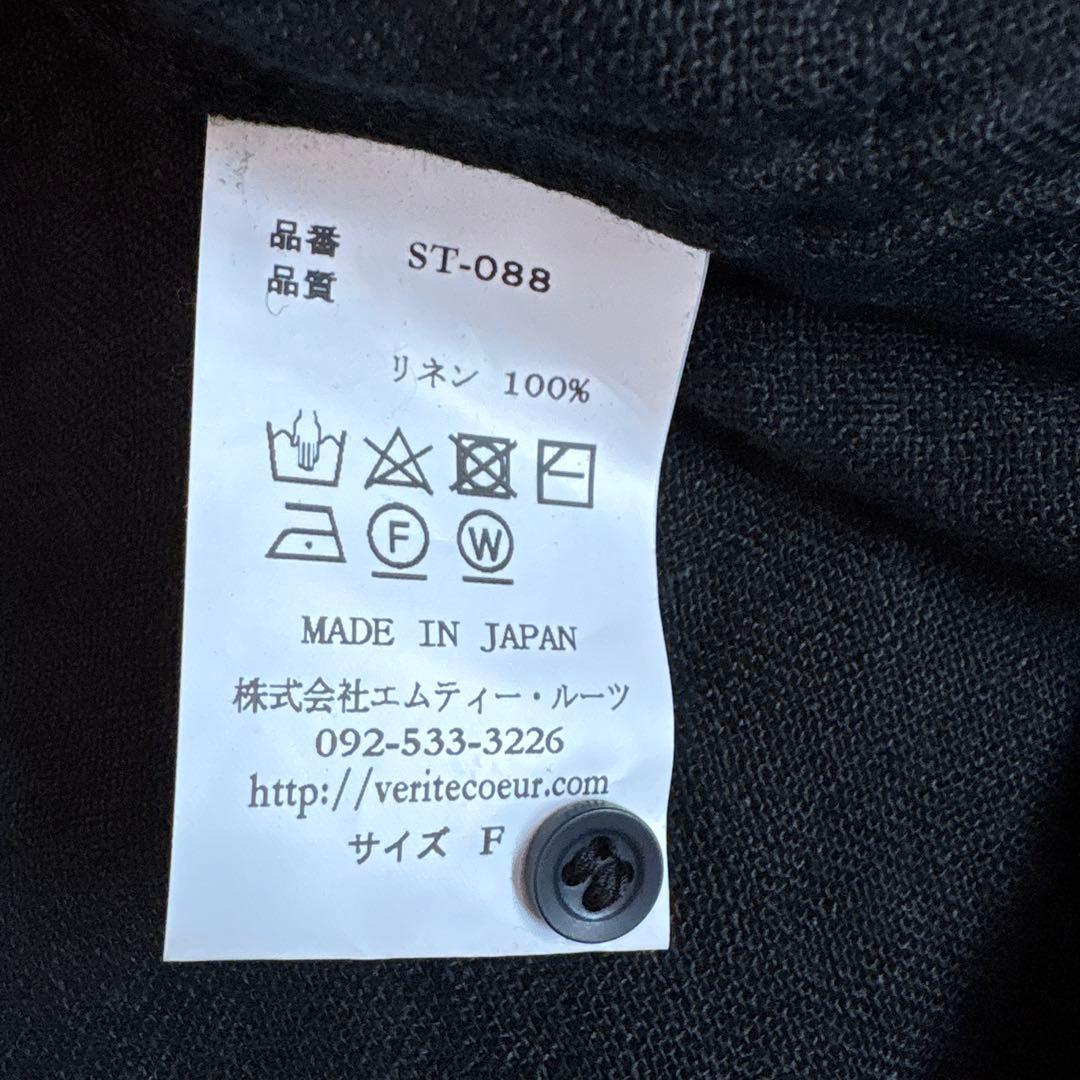 品番 ST-088
品質
リネン 100%
F W
MADE IN JAPAN
株式会社エムティー・ルーツ
092-533-3226
http://veritecoeur.com
サイズ F